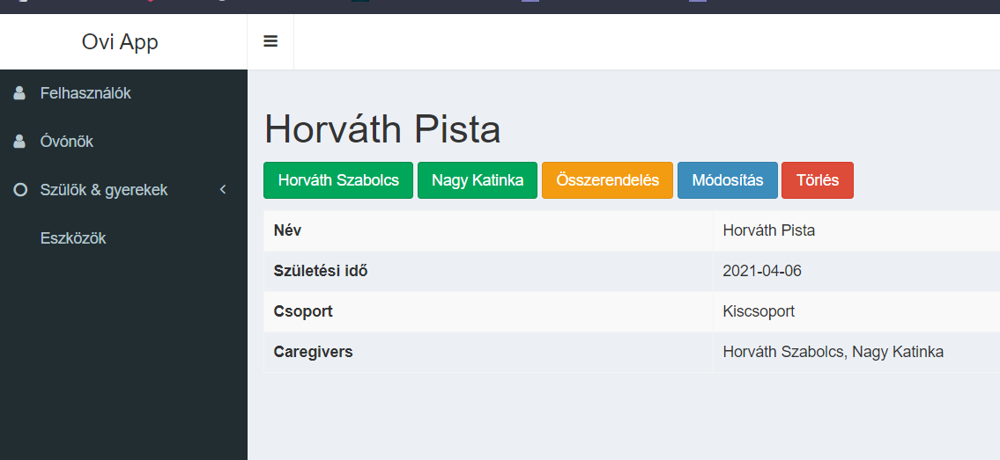 Ovi App
Felhasználók
Óvónők
Szülők & gyerekek
Eszközök
Horváth Pista
Horváth Szabolcs Nagy Katinka Összerendelés Módosítás Törlés
Név Horváth Pista
Születési idő 2021-04-06
Csoport Kiscsoport
Caregivers Horváth Szabolcs, Nagy Katinka